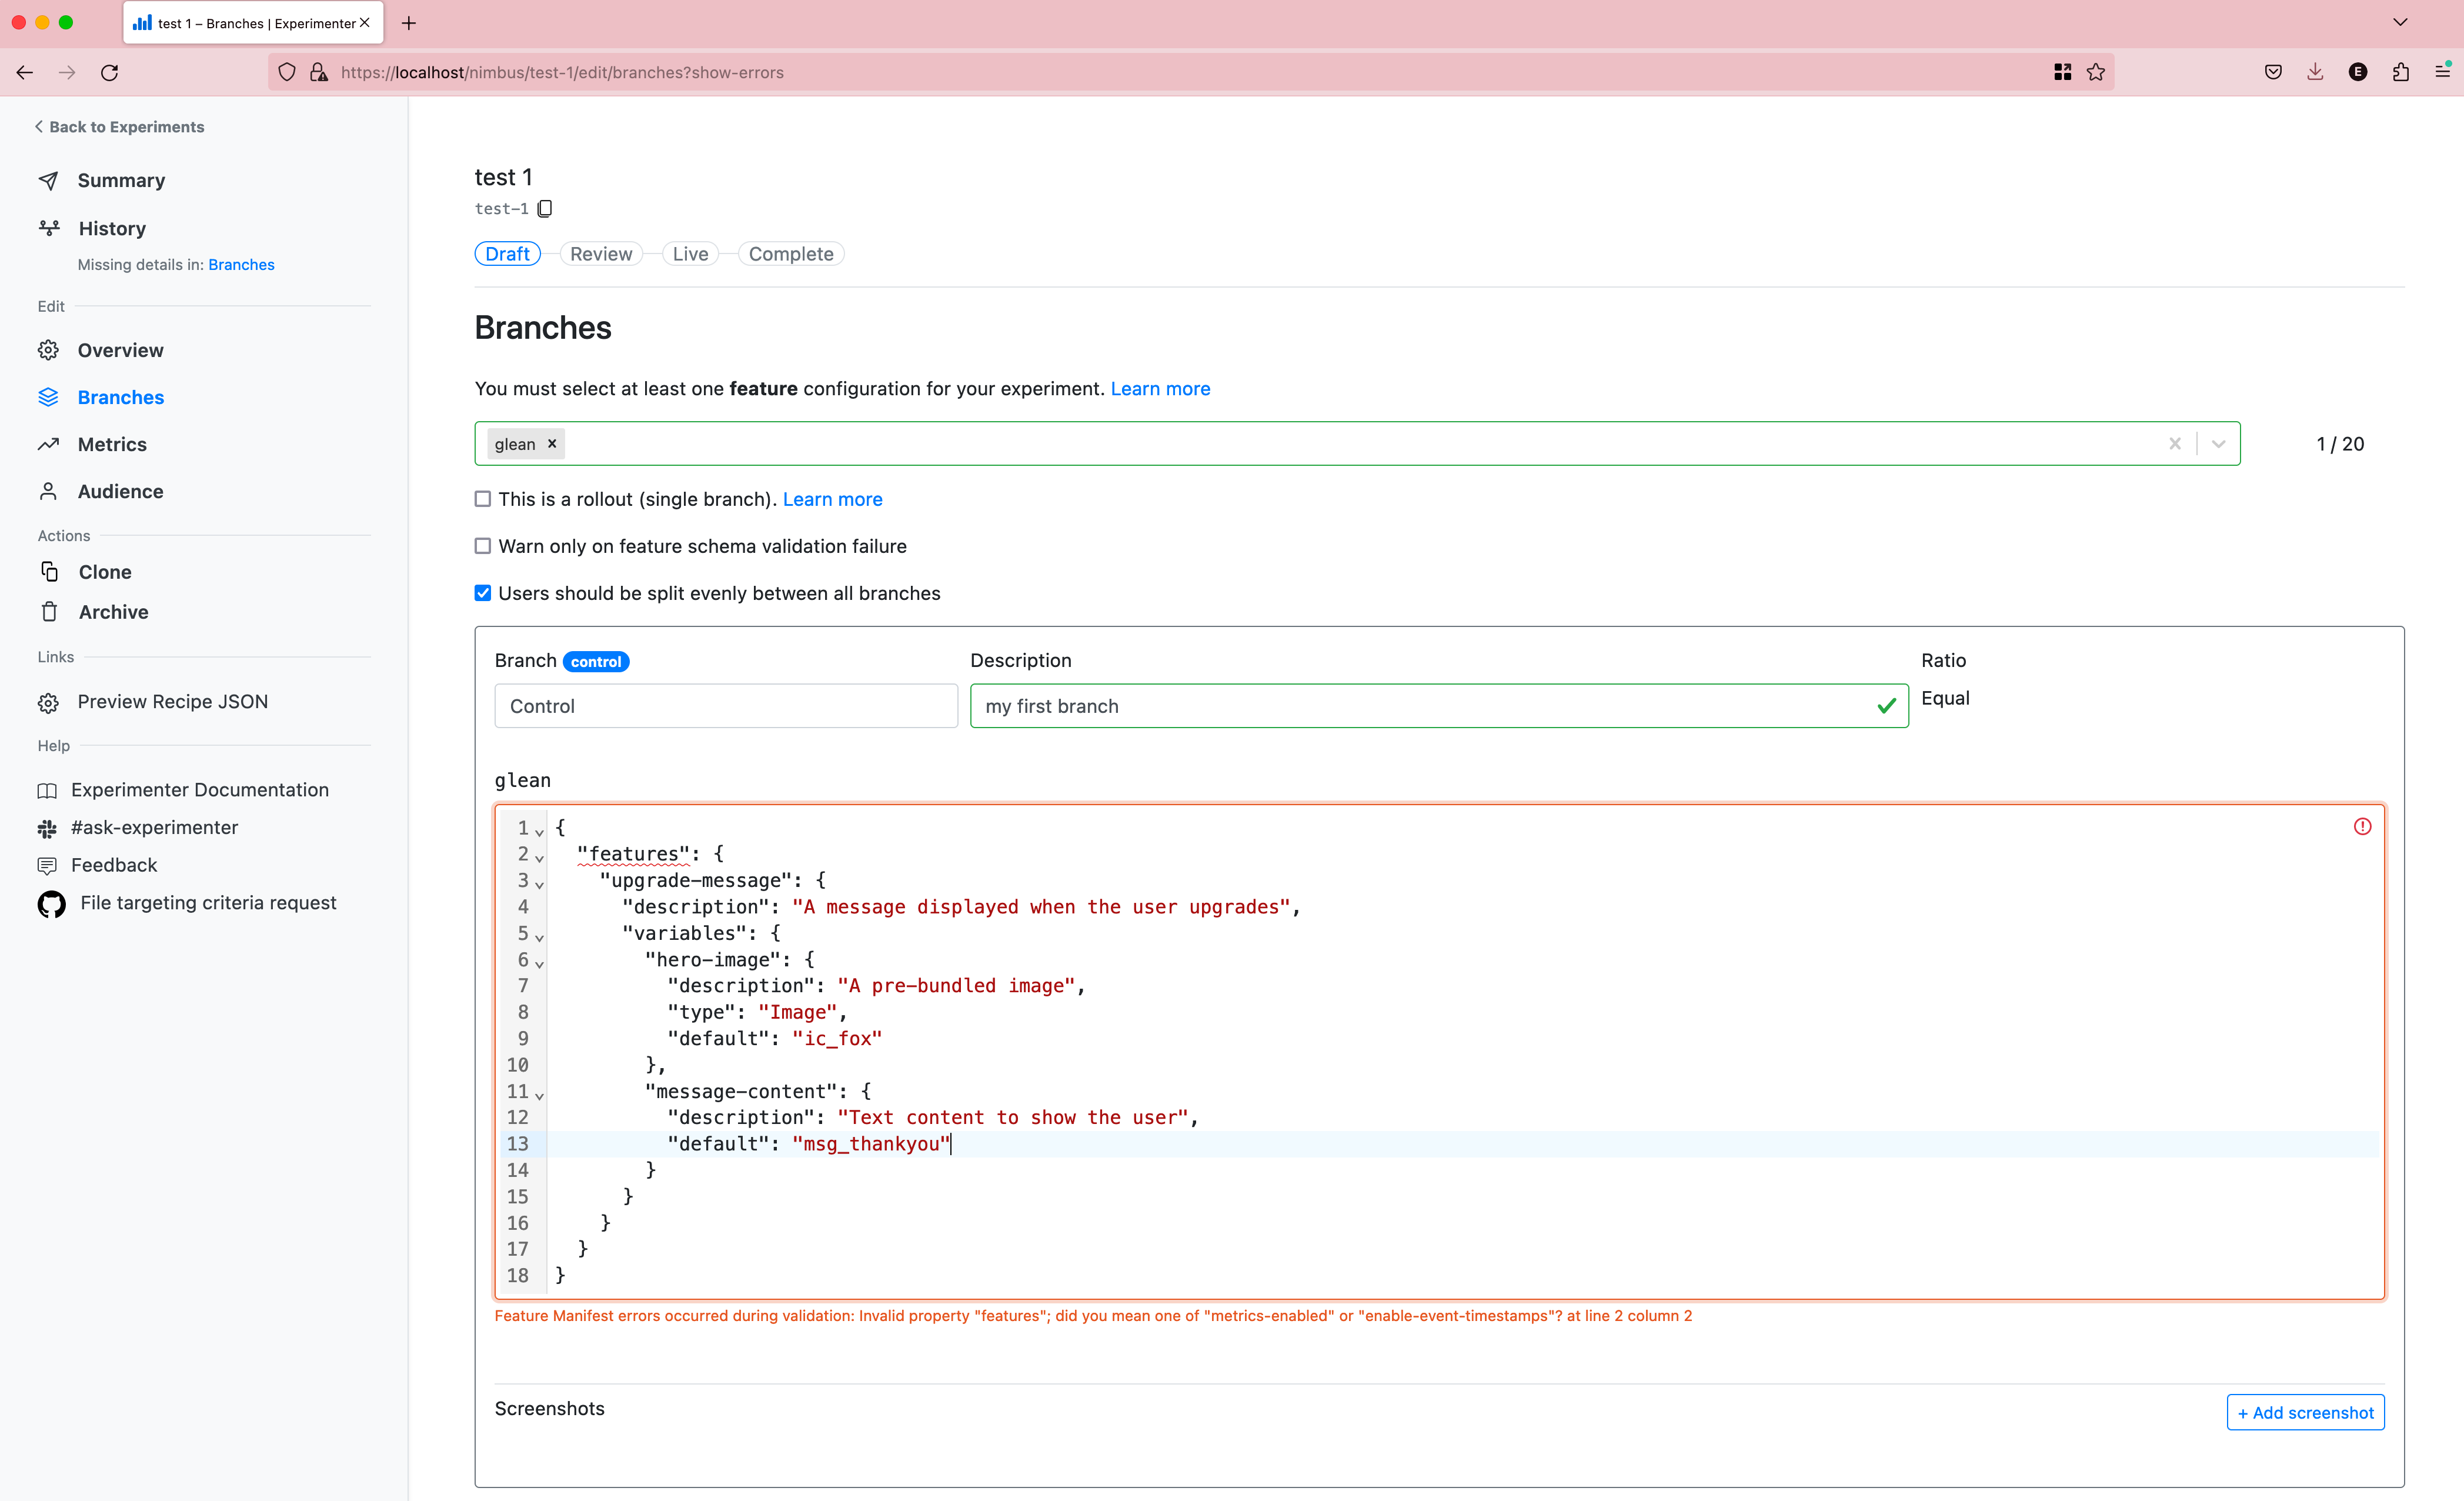 test 1 – Branches | Experimenter
https://localhost/nimbus/test-1/edit/branches?show-errors
E
Back to Experiments
Summary
History
Missing details in: Branches
Edit
Overview
Branches
Metrics
Audience
Actions
Clone
Archive
Links
Preview Recipe JSON
Help
Experimenter Documentation
#ask-experimenter
Feedback
File targeting criteria request
test 1
test-1
Draft Review Live Complete
Branches
You must select at least one feature configuration for your experiment. Learn more
glean
1 / 20
This is a rollout (single branch). Learn more
Warn only on feature schema validation failure
Users should be split evenly between all branches
Branch control Description Ratio
Control my first branch Equal
glean
1 {
2 "features": {
3 "upgrade-message": {
4 "description": "A message displayed when the user upgrades",
5 "variables": {
6 "hero-image": {
7 "description": "A pre-bundled image",
8 "type": "Image",
9 "default": "ic_fox"
10 },
11 "message-content": {
12 "description": "Text content to show the user",
13 "default": "msg_thankyou"
14 }
15 }
16 }
17 }
18 }
Feature Manifest errors occurred during validation: Invalid property "features"; did you mean one of "metrics-enabled" or "enable-event-timestamps"? at line 2 column 2
Screenshots
+ Add screenshot